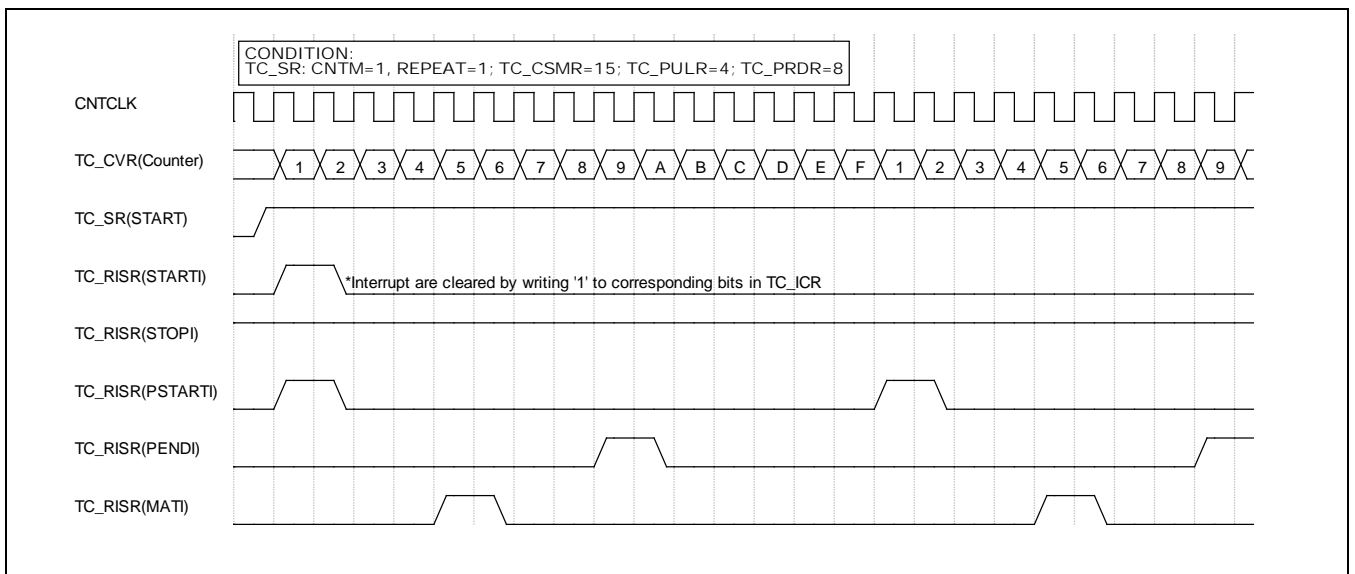 CONDITION:
TC_SR: CNTM=1, REPEAT=1; TC_CSMR=15; TC_PULR=4; TC_PRDR=8
CNTCLK
TC_CVR(Counter) 1 2 3 4 5 6 7 8 9 A B C D E F 1 2 3 4 5 6 7 8 9
TC_SR(START)
TC_RISR(STARTI) *Interrupt are cleared by writing '1' to corresponding bits in TC_ICR
TC_RISR(STOPI)
TC_RISR(PSTARTI)
TC_RISR(PENDI)
TC_RISR(MATI)